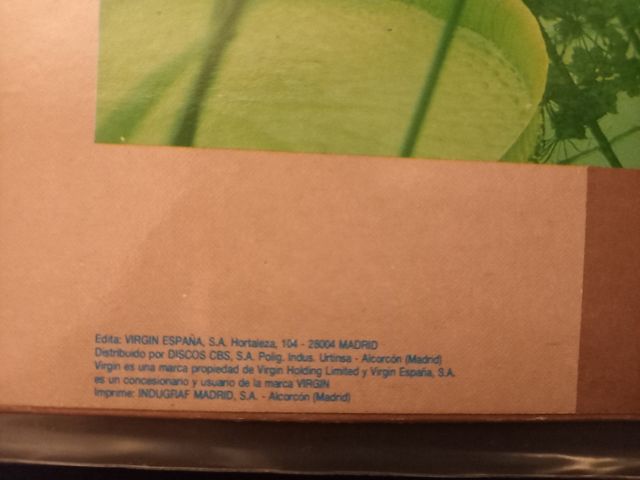 Edita: VIRGIN ESPAÑA, S.A. Hortaleza, 104 - 28004 MADRID
Distribuido por DISCOS CBS, S.A. Polig. Indus. Urtinsa - Alcorcón (Madrid)
Virgin es una marca propiedad de Virgin Holding Limited y Virgin España, S.A.
es un concesionario y usuario de la marca VIRGIN
Imprime: INDUGRAF MADRID, S.A. - Alcorcón (Madrid)